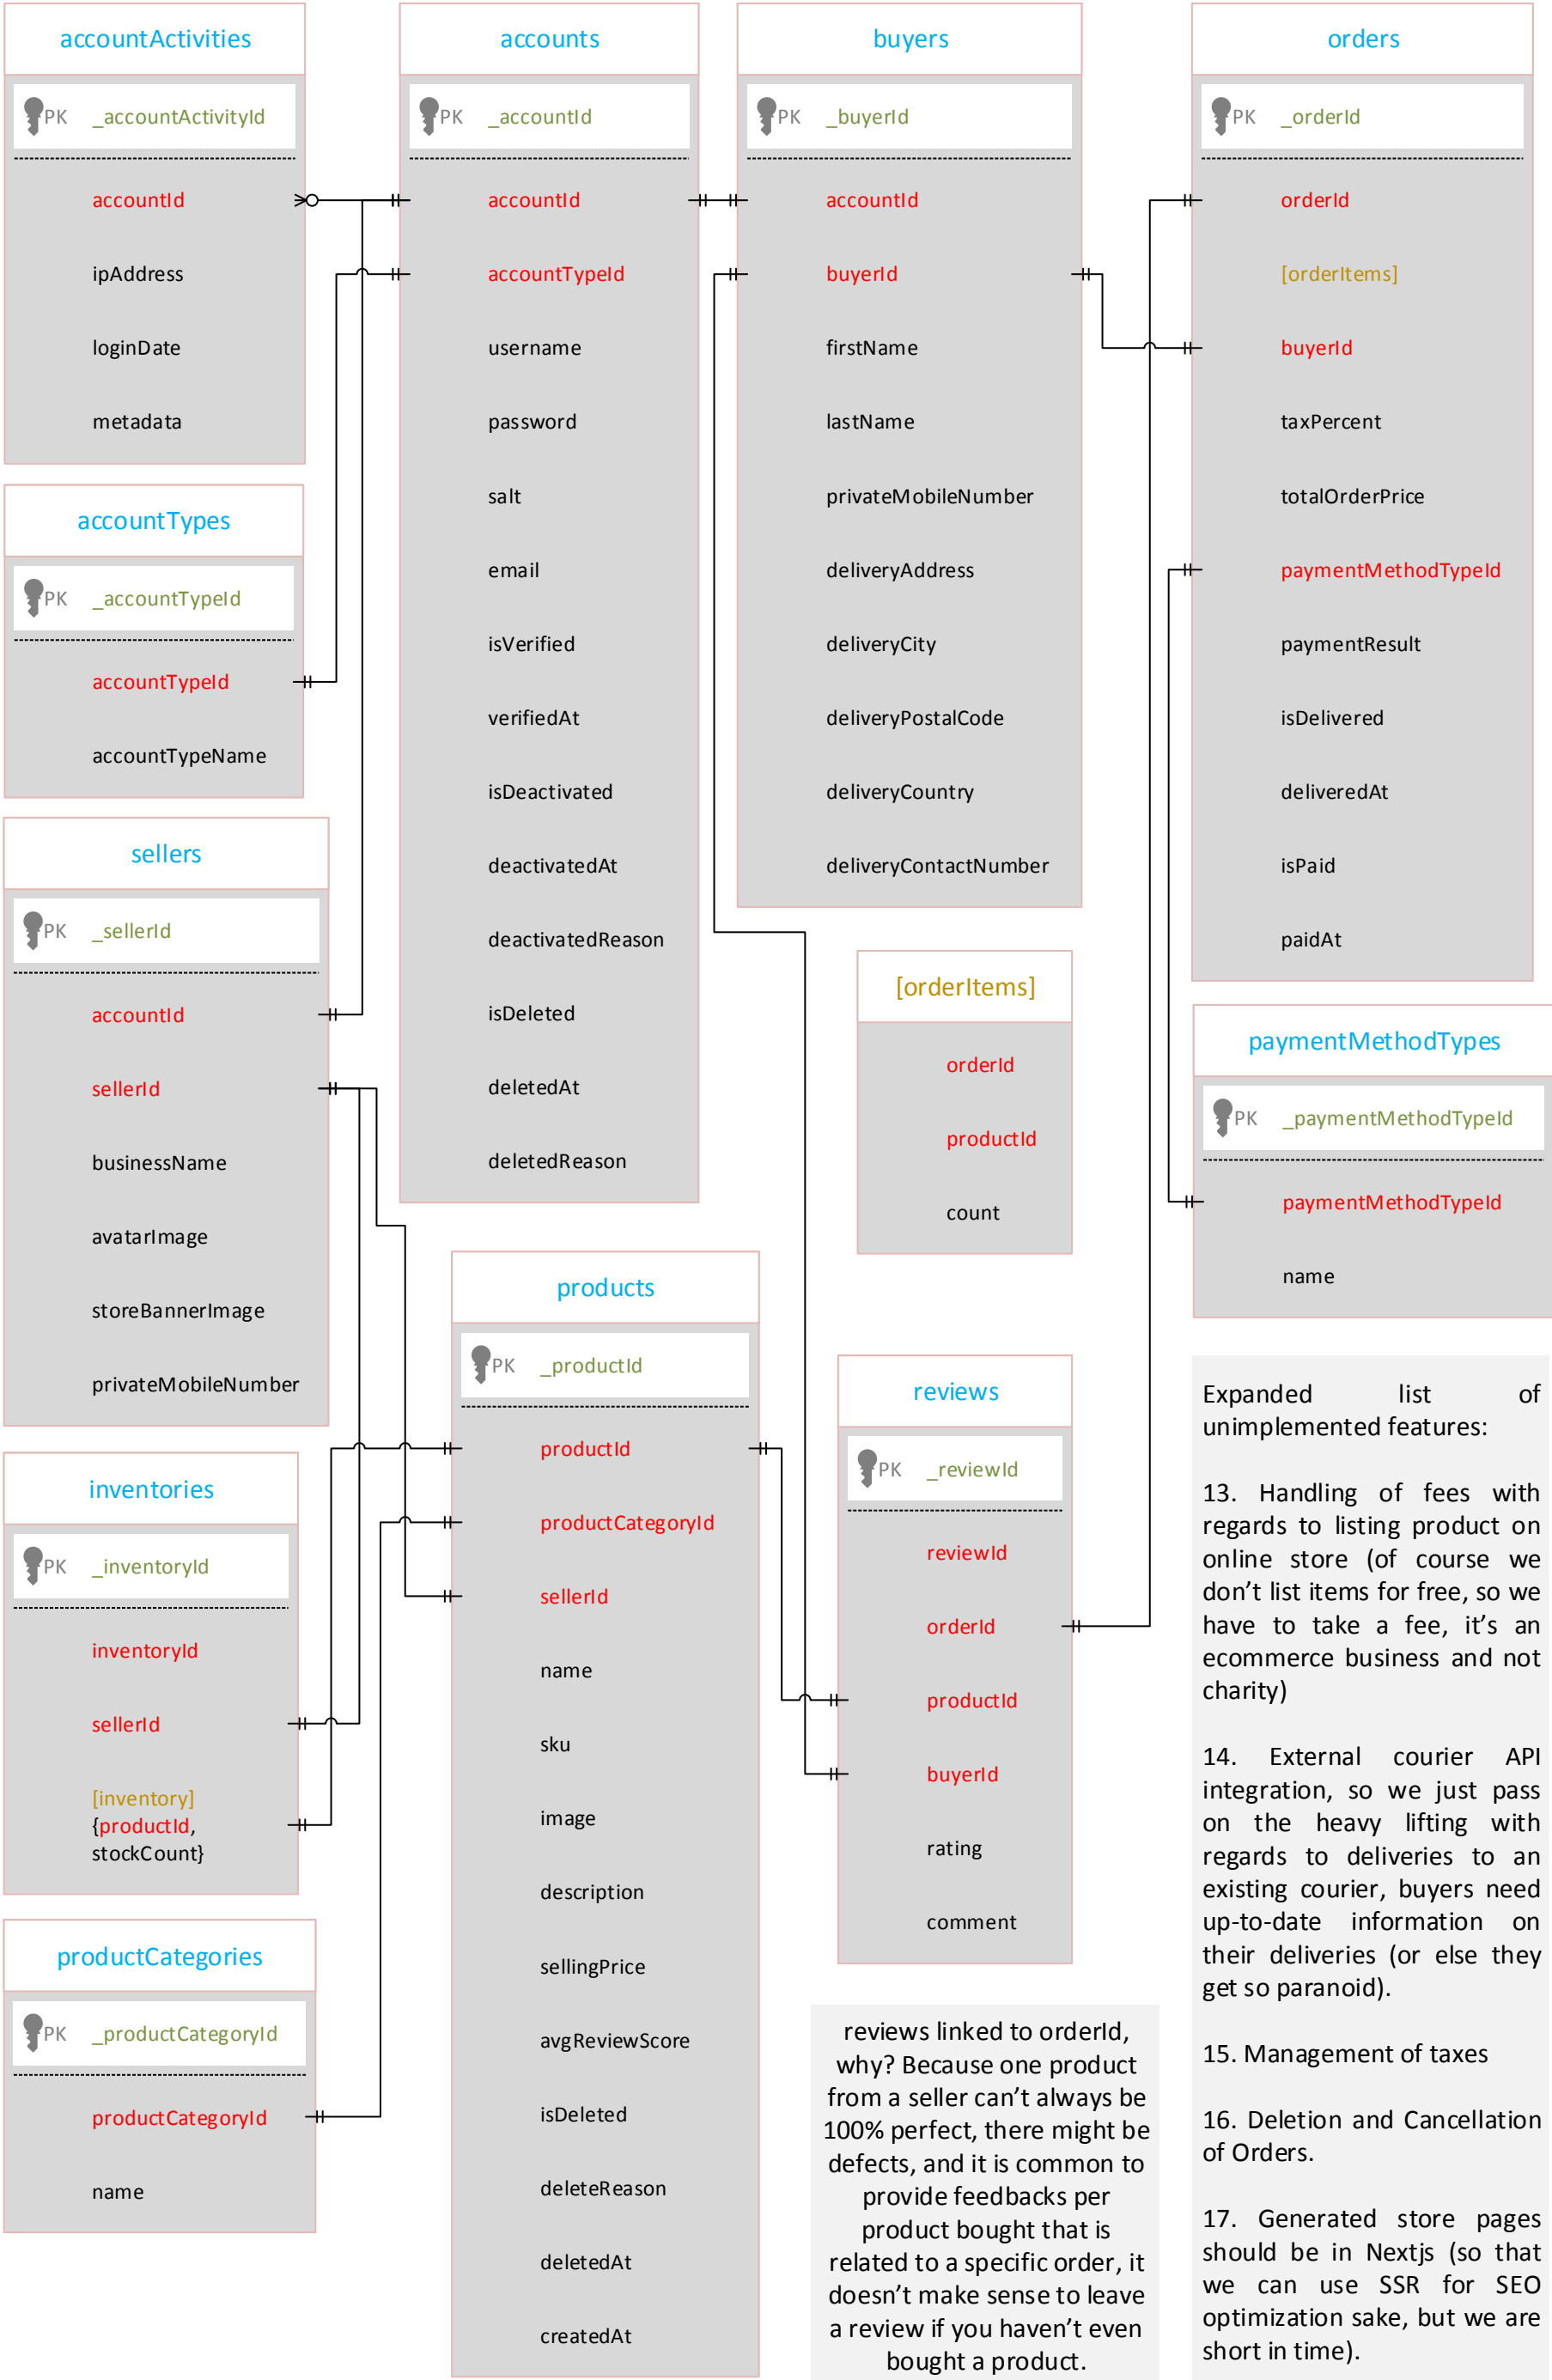 accountActivities
PK _accountActivityId
accountId
ipAddress
loginDate
metadata
accountTypes
PK _accountTypeId
accountTypeId
accountTypeName
sellers
PK _sellerId
accountId
sellerId
businessName
avatarImage
storeBannerImage
privateMobileNumber
inventories
PK _inventoryId
inventoryId
sellerId
[inventory]
{productId,
stockCount}
productCategories
PK _productCategoryId
productCategoryId
name
accounts
PK _accountId
accountId
accountTypeId
username
password
salt
email
isVerified
verifiedAt
isDeactivated
deactivatedAt
deactivatedReason
isDeleted
deletedAt
deletedReason
products
PK _productId
productId
productCategoryId
sellerId
name
sku
image
description
sellingPrice
avgReviewScore
isDeleted
deleteReason
deletedAt
createdAt
buyers
PK _buyerId
accountId
buyerId
firstName
lastName
privateMobileNumber
deliveryAddress
deliveryCity
deliveryPostalCode
deliveryCountry
deliveryContactNumber
[orderItems]
orderId
productId
count
reviews
PK _reviewId
reviewId
orderId
productId
buyerId
rating
comment
reviews linked to orderId,
why? Because one product
from a seller can't always be
100% perfect, there might be
defects, and it is common to
provide feedbacks per
product bought that is
related to a specific order, it
doesn't make sense to leave
a review if you haven't even
bought a product.
orders
PK _orderId
orderId
[orderItems]
buyerId
taxPercent
totalOrderPrice
paymentMethodTypeId
paymentResult
isDelivered
deliveredAt
isPaid
paidAt
paymentMethodTypes
PK _paymentMethodTypeId
paymentMethodTypeId
name
Expanded list of
unimplemented features:
13. Handling of fees with
regards to listing product on
online store (of course we
don't list items for free, so we
have to take a fee, it's an
ecommerce business and not
charity)
14. External courier API
integration, so we just pass
on the heavy lifting with
regards to deliveries to an
existing courier, buyers need
up-to-date information on
their deliveries (or else they
get so paranoid).
15. Management of taxes
16. Deletion and Cancellation
of Orders.
17. Generated store pages
should be in Nextjs (so that
we can use SSR for SEO
optimization sake, but we are
short in time).